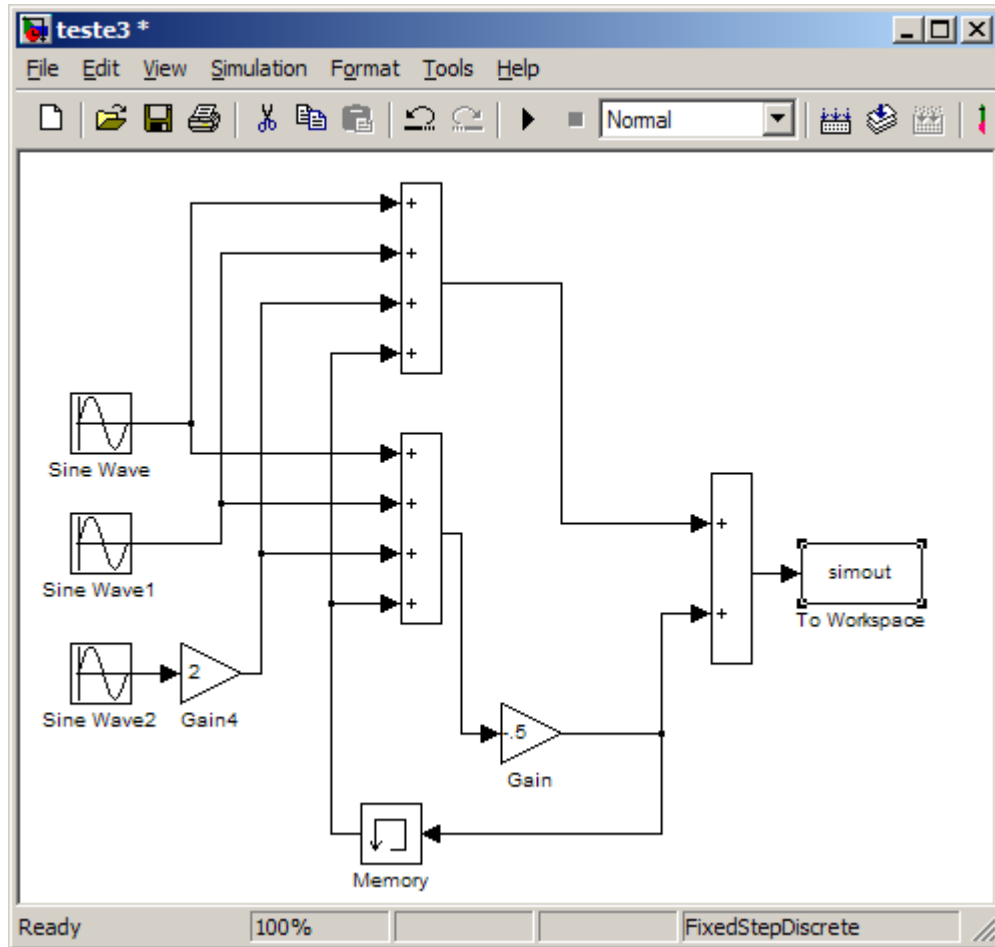 teste3 *
File Edit View Simulation Format Tools Help
Normal
+
+
+
+
Sine Wave
+
+
+
+
Sine Wave1
+
+
simout
To Workspace
2
Sine Wave2 Gain4
-.5
Gain
Memory
Ready 100% FixedStepDiscrete